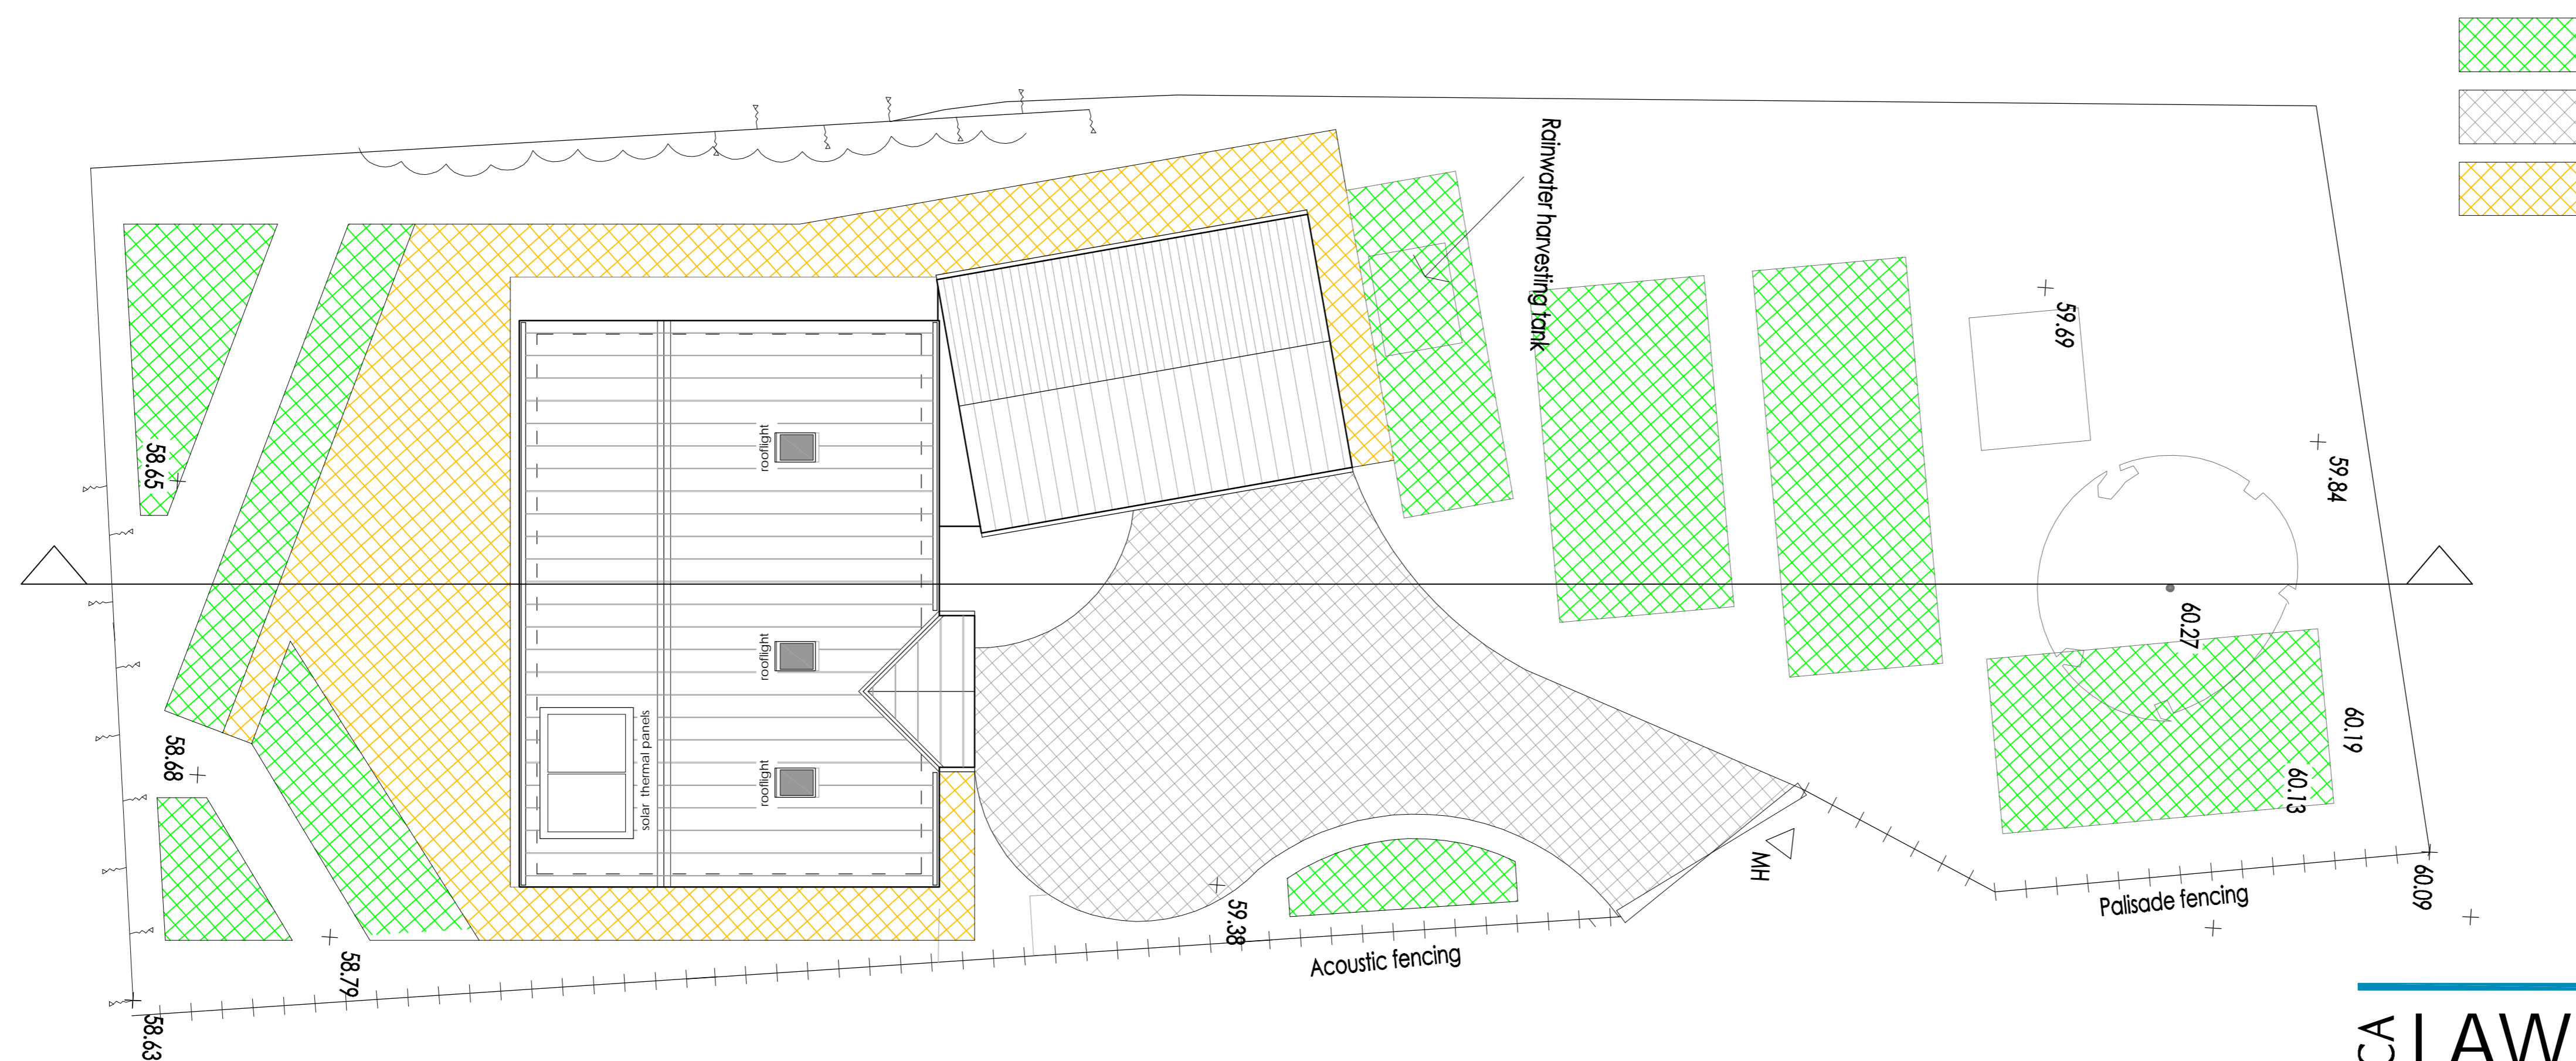 Rainwater harvesting tank
59.69
59.84
rooflight
58.65
60.27
rooflight
solar thermal panels
rooflight
58.68
60.19
60.13
MH
60.09
Palisade fencing
59.38
Acoustic fencing
58.79
58.63
CA
LAW